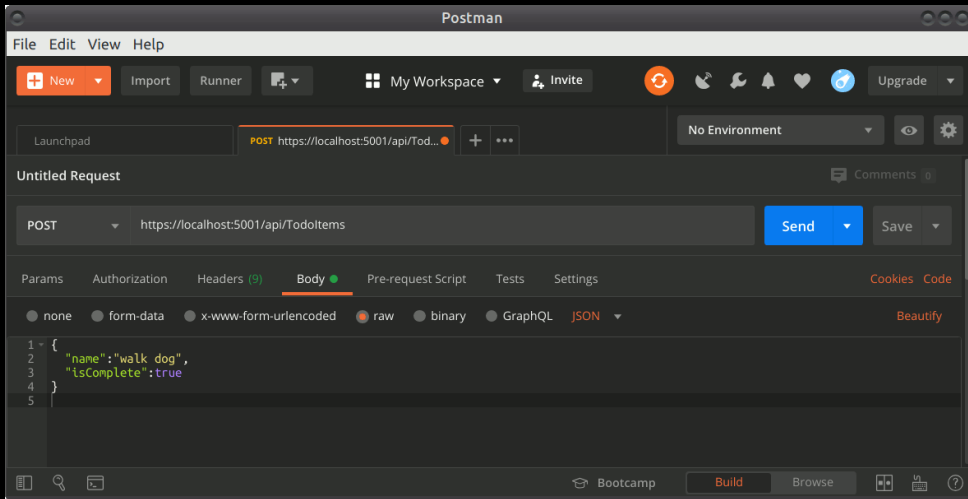 Postman
File Edit View Help
New Import Runner My Workspace Invite Upgrade
Launchpad POST https://localhost:5001/api/Tod... No Environment
Untitled Request Comments 0
POST https://localhost:5001/api/TodoItems Send Save
Params Authorization Headers (9) Body Pre-request Script Tests Settings Cookies Code
none form-data x-www-form-urlencoded raw binary GraphQL JSON Beautify
1 {
2 "name":"walk dog",
3 "isComplete":true
4 }
5
Bootcamp Build Browse